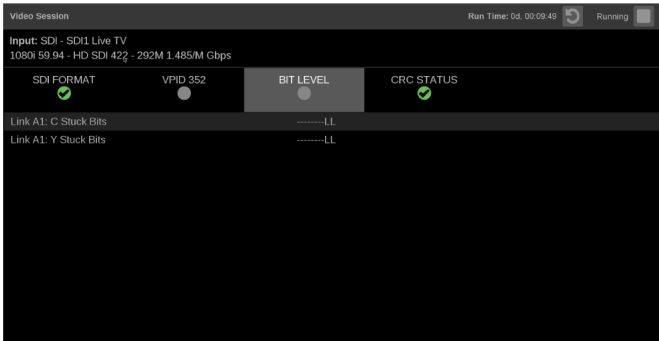 Video Session Run Time: 0d, 00:09:49 Running
Input: SDI - SDI1 Live TV
1080i 59.94 - HD SDI 422 - 292M 1.485/M Gbps
SDI FORMAT VPID 352 BIT LEVEL CRC STATUS
Link A1: C Stuck Bits --------LL
Link A1: Y Stuck Bits --------LL